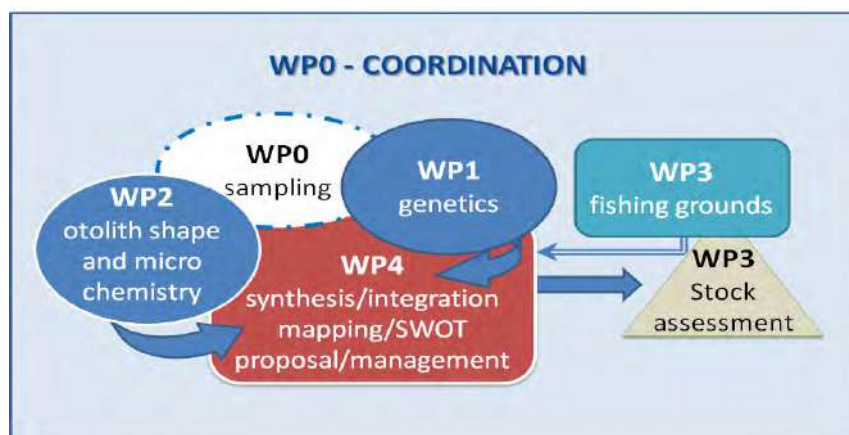 WP0 - COORDINATION
WP0
sampling
WP1
genetics
WP2
otolith shape
and micro
chemistry
WP3
fishing grounds
WP4
synthesis/integration
mapping/SWOT
proposal/management
WP3
Stock
assessment